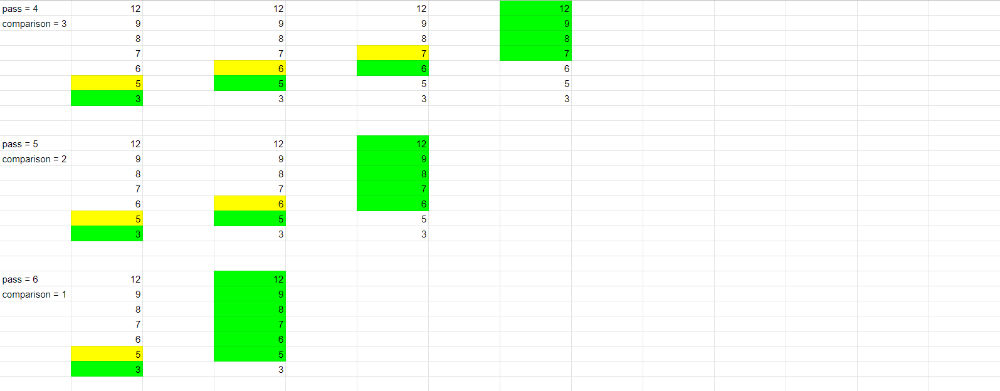 pass = 4 12 12 12 12
comparison = 3 9 9 9 9
8 8 8 8
7 7 7 7
6 6 6 6
5 5 5 5
3 3 3 3
pass = 5 12 12 12
comparison = 2 9 9 9
8 8 8
7 7 7
6 6 6
5 5 5
3 3 3
pass = 6 12 12
comparison = 1 9 9
8 8
7 7
6 6
5 5
3 3